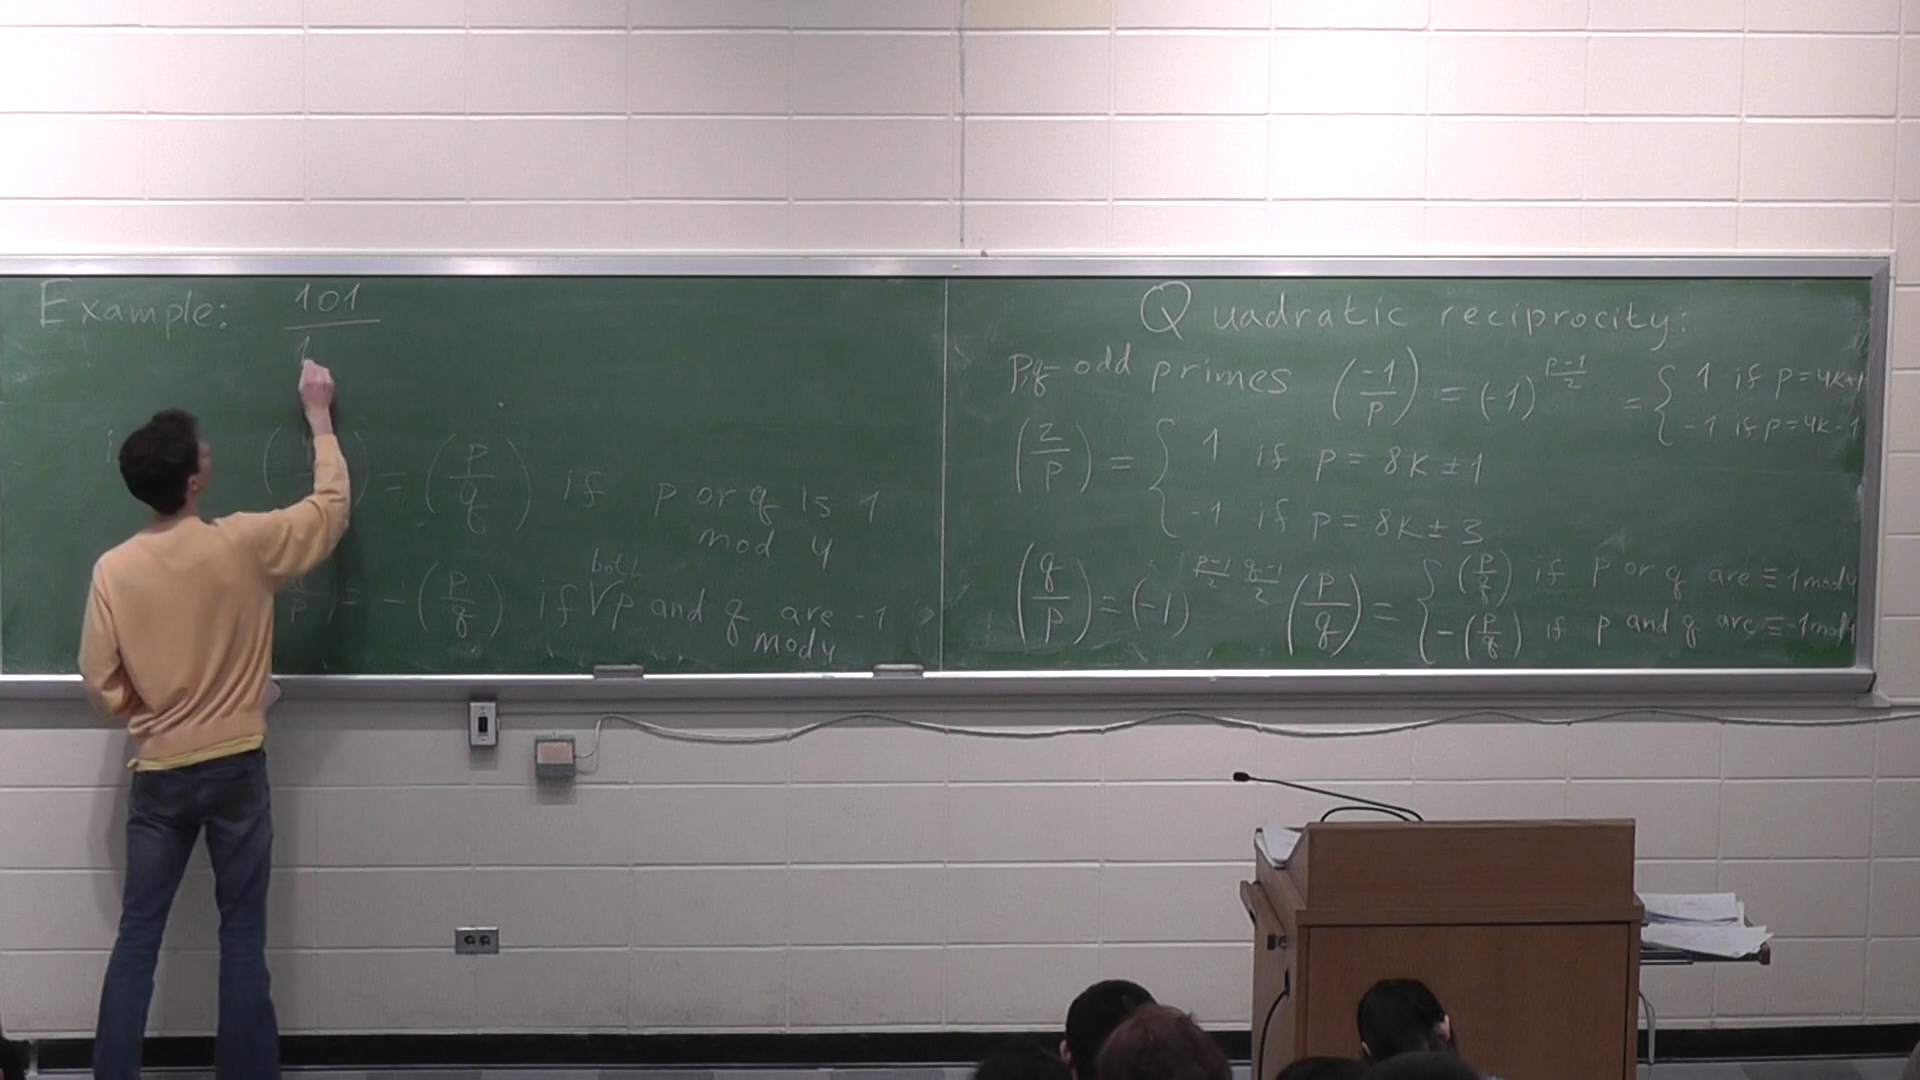 Example: 101
1
(q/p) = (p/q) if p or q is 1
mod 4
both
= -(p/q) if √p and q are -1
mod 4
Quadratic reciprocity:
p,q - odd primes (-1/p) = (-1)^((p-1)/2) = { 1 if p=4k+1
-1 if p=4k-1
(2/p) = { 1 if p = 8k±1
-1 if p = 8k±3
(q/p) = (-1)^((p-1)/2 (q-1)/2) (p/q) = { (p/q) if p or q are ≡ 1 mod 4
-(p/q) if p and q are ≡ -1 mod 4